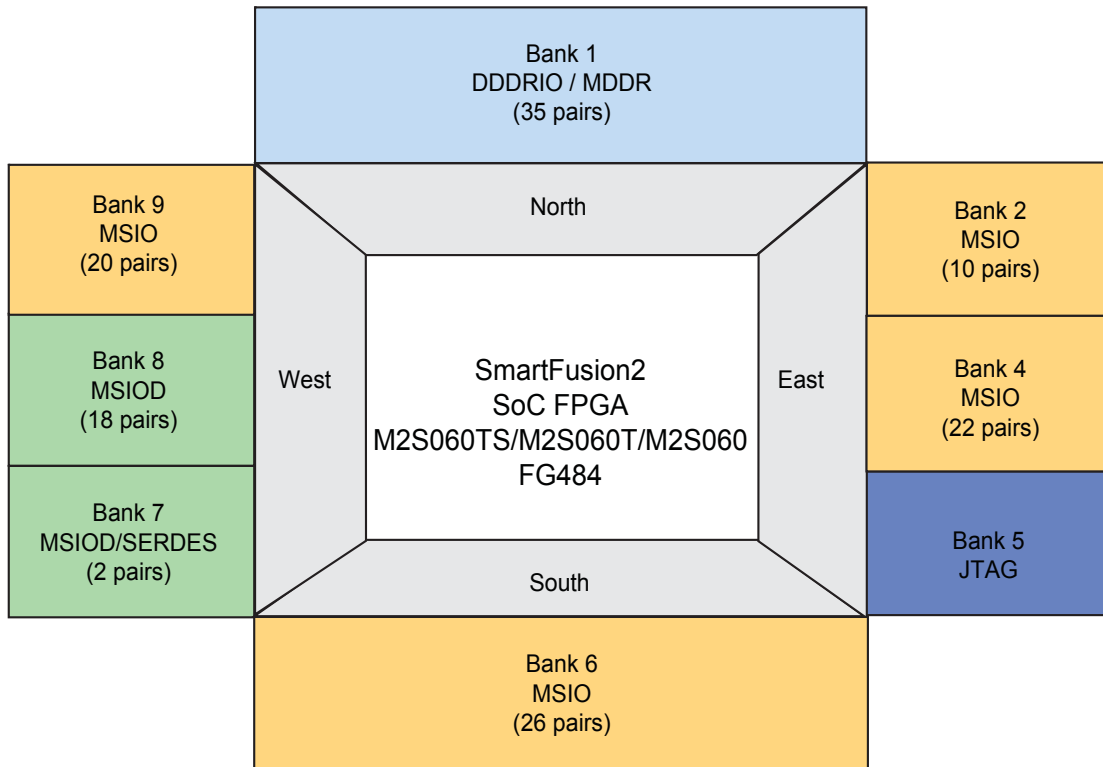 Bank 1
DDDRIO / MDDR
(35 pairs)
Bank 9
MSIO
(20 pairs)
North
Bank 2
MSIO
(10 pairs)
Bank 8
MSIOD
(18 pairs)
West
SmartFusion2
SoC FPGA
M2S060TS/M2S060T/M2S060
FG484
East
Bank 4
MSIO
(22 pairs)
Bank 7
MSIOD/SERDES
(2 pairs)
South
Bank 5
JTAG
Bank 6
MSIO
(26 pairs)